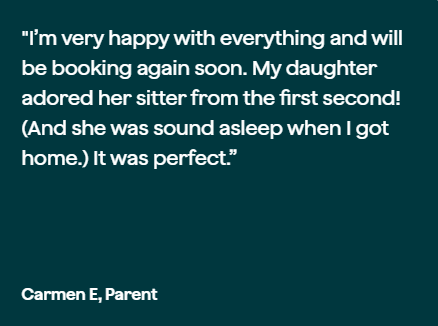 "I’m very happy with everything and will
be booking again soon. My daughter
adored her sitter from the first second!
(And she was sound asleep when I got
home.) It was perfect.”
Carmen E, Parent